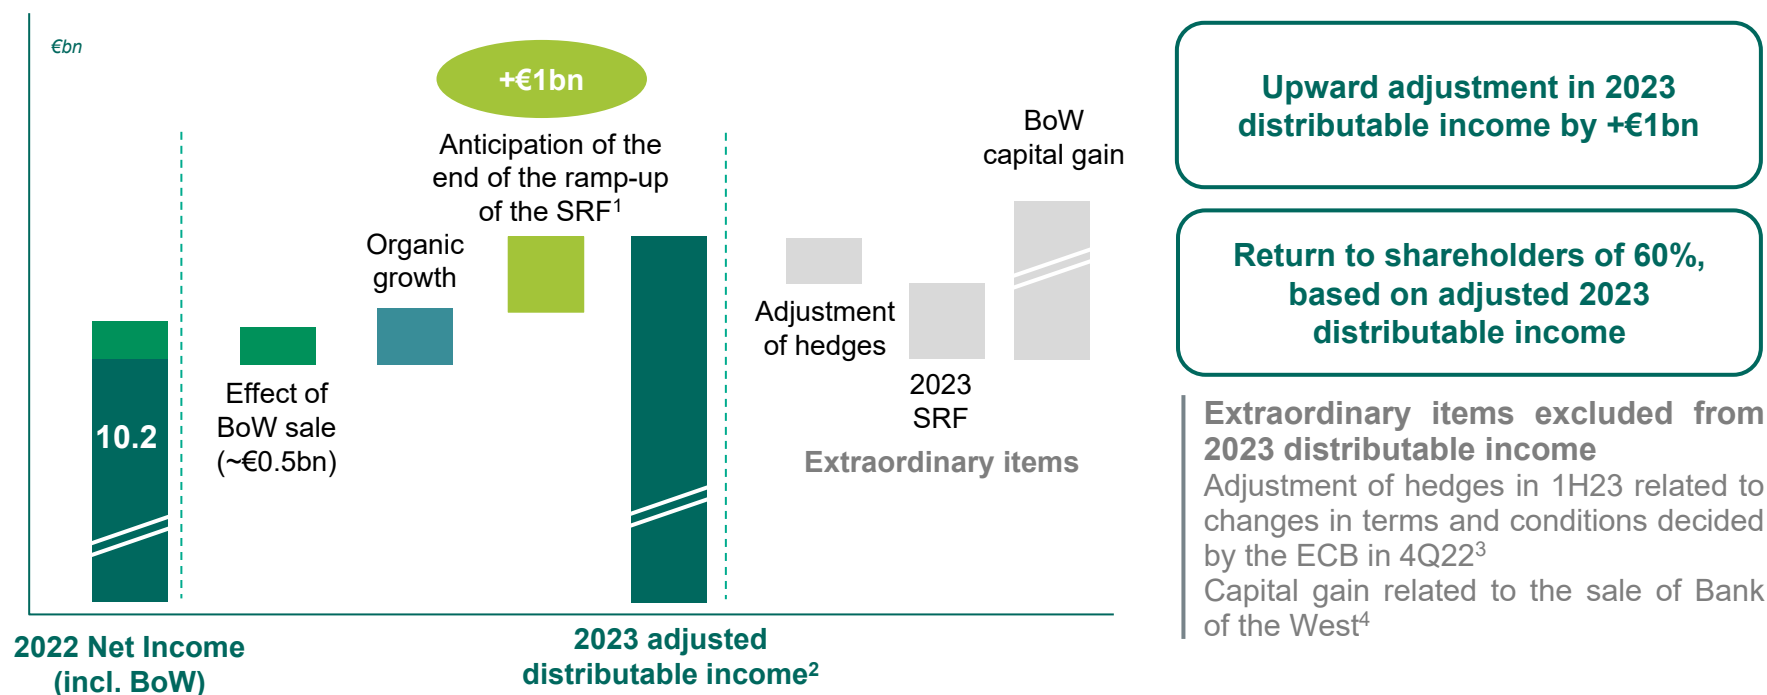 €bn
+€1bn
Anticipation of the
end of the ramp-up
of the SRF1
Organic
growth
BoW
capital gain
10.2
Effect of
BoW sale
(~€0.5bn)
Adjustment
of hedges
2023
SRF
Extraordinary items
2022 Net Income
(incl. BoW)
2023 adjusted
distributable income2
Upward adjustment in 2023
distributable income by +€1bn
Return to shareholders of 60%,
based on adjusted 2023
distributable income
Extraordinary items excluded from
2023 distributable income
Adjustment of hedges in 1H23 related to
changes in terms and conditions decided
by the ECB in 4Q223
Capital gain related to the sale of Bank
of the West4